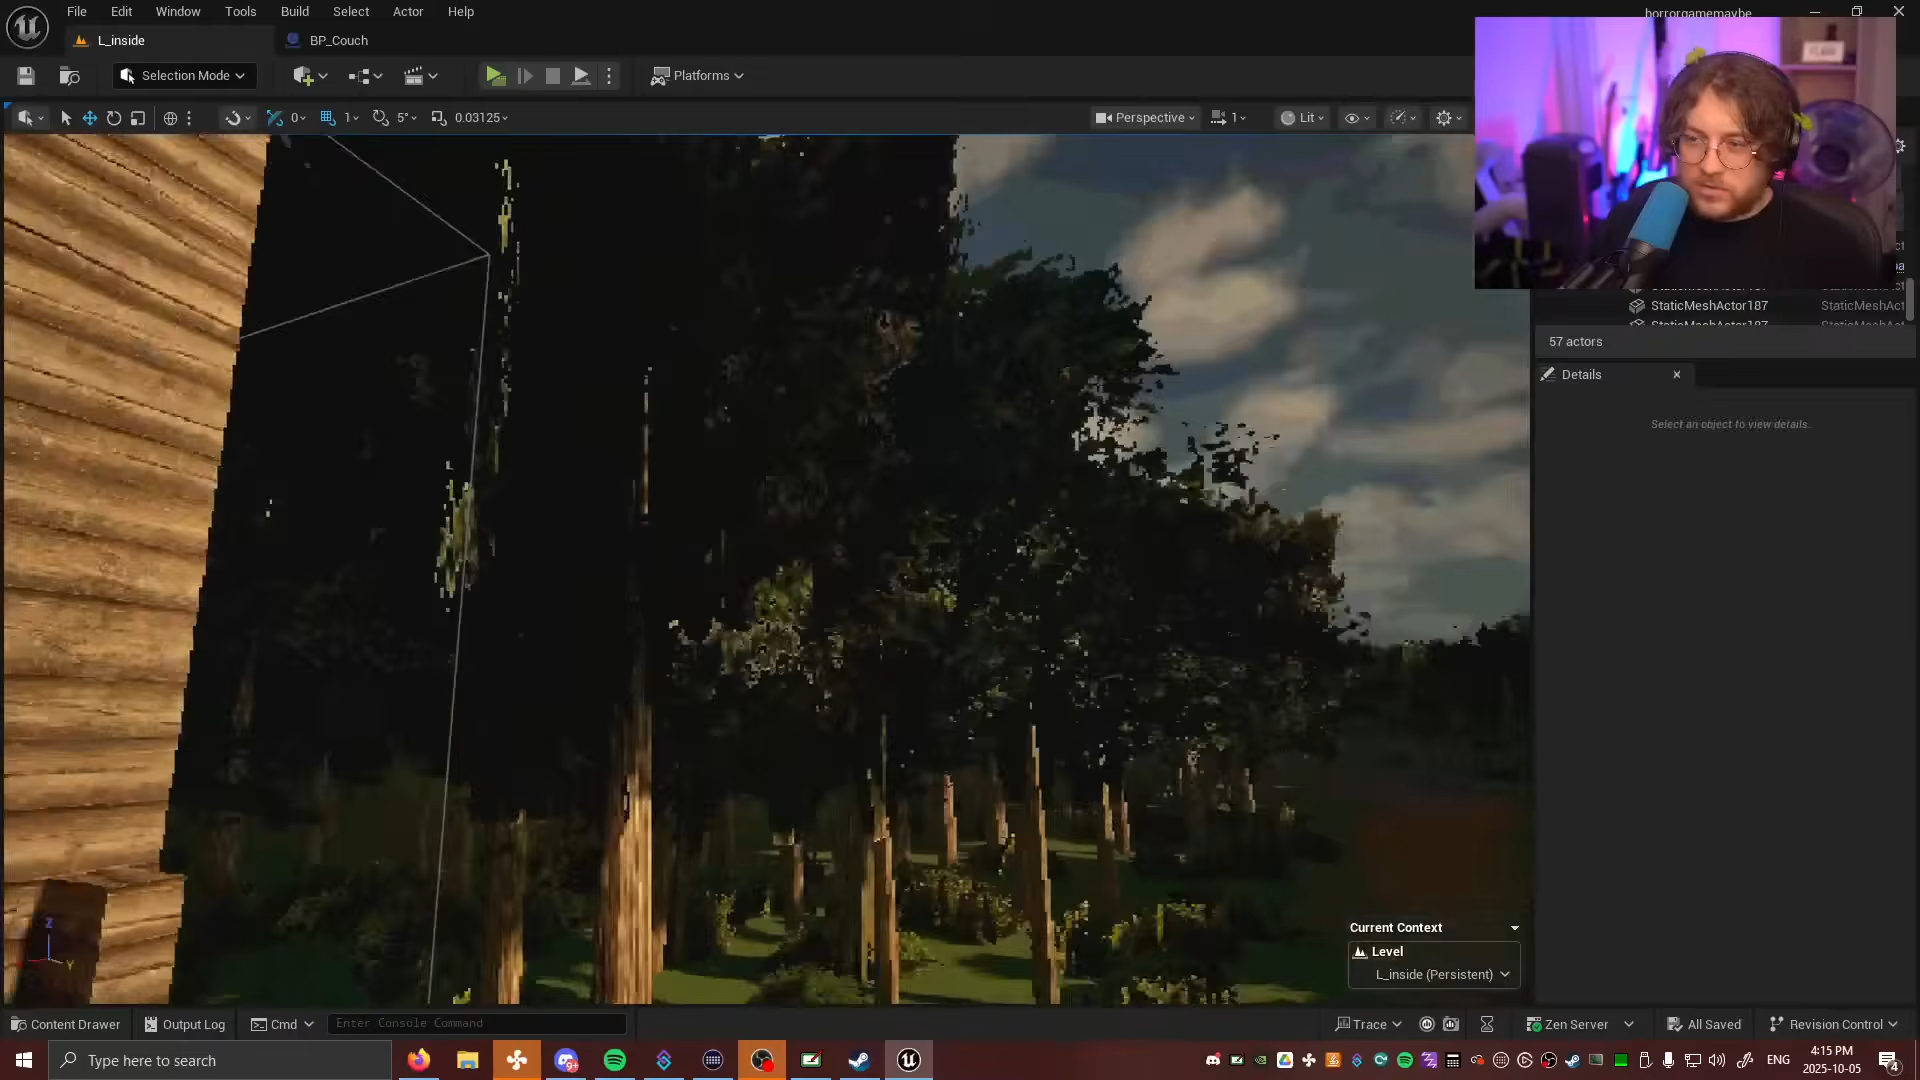 File Edit Window Tools Build Select Actor Help
horrorgamemaybe
L_inside
BP_Couch
Selection Mode
Platforms
0
1
5°
0.03125
Perspective
1
Lit
StaticMeshActor187 StaticMeshAct
57 actors
Details
Select an object to view details.
Z
Y
Current Context
Level
L_inside (Persistent)
Content Drawer
Output Log
Cmd
Enter Console Command
Trace
Zen Server
All Saved
Revision Control
Type here to search
9+
ENG
4:15 PM
2025-10-05
4